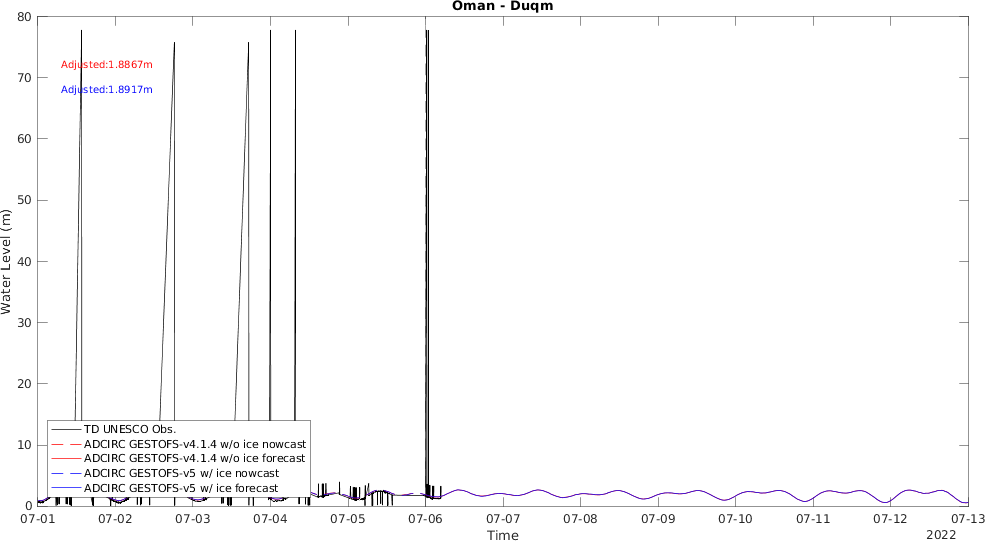 Oman - Duqm
80
70
60
50
40
30
20
10
0
Water Level (m)
Adjusted:1.8867m
Adjusted:1.8917m
TD UNESCO Obs.
ADCIRC GESTOFS-v4.1.4 w/o ice nowcast
ADCIRC GESTOFS-v4.1.4 w/o ice forecast
ADCIRC GESTOFS-v5 w/ ice nowcast
ADCIRC GESTOFS-v5 w/ ice forecast
07-01 07-02 07-03 07-04 07-05 07-06 07-07 07-08 07-09 07-10 07-11 07-12 07-13
Time
2022